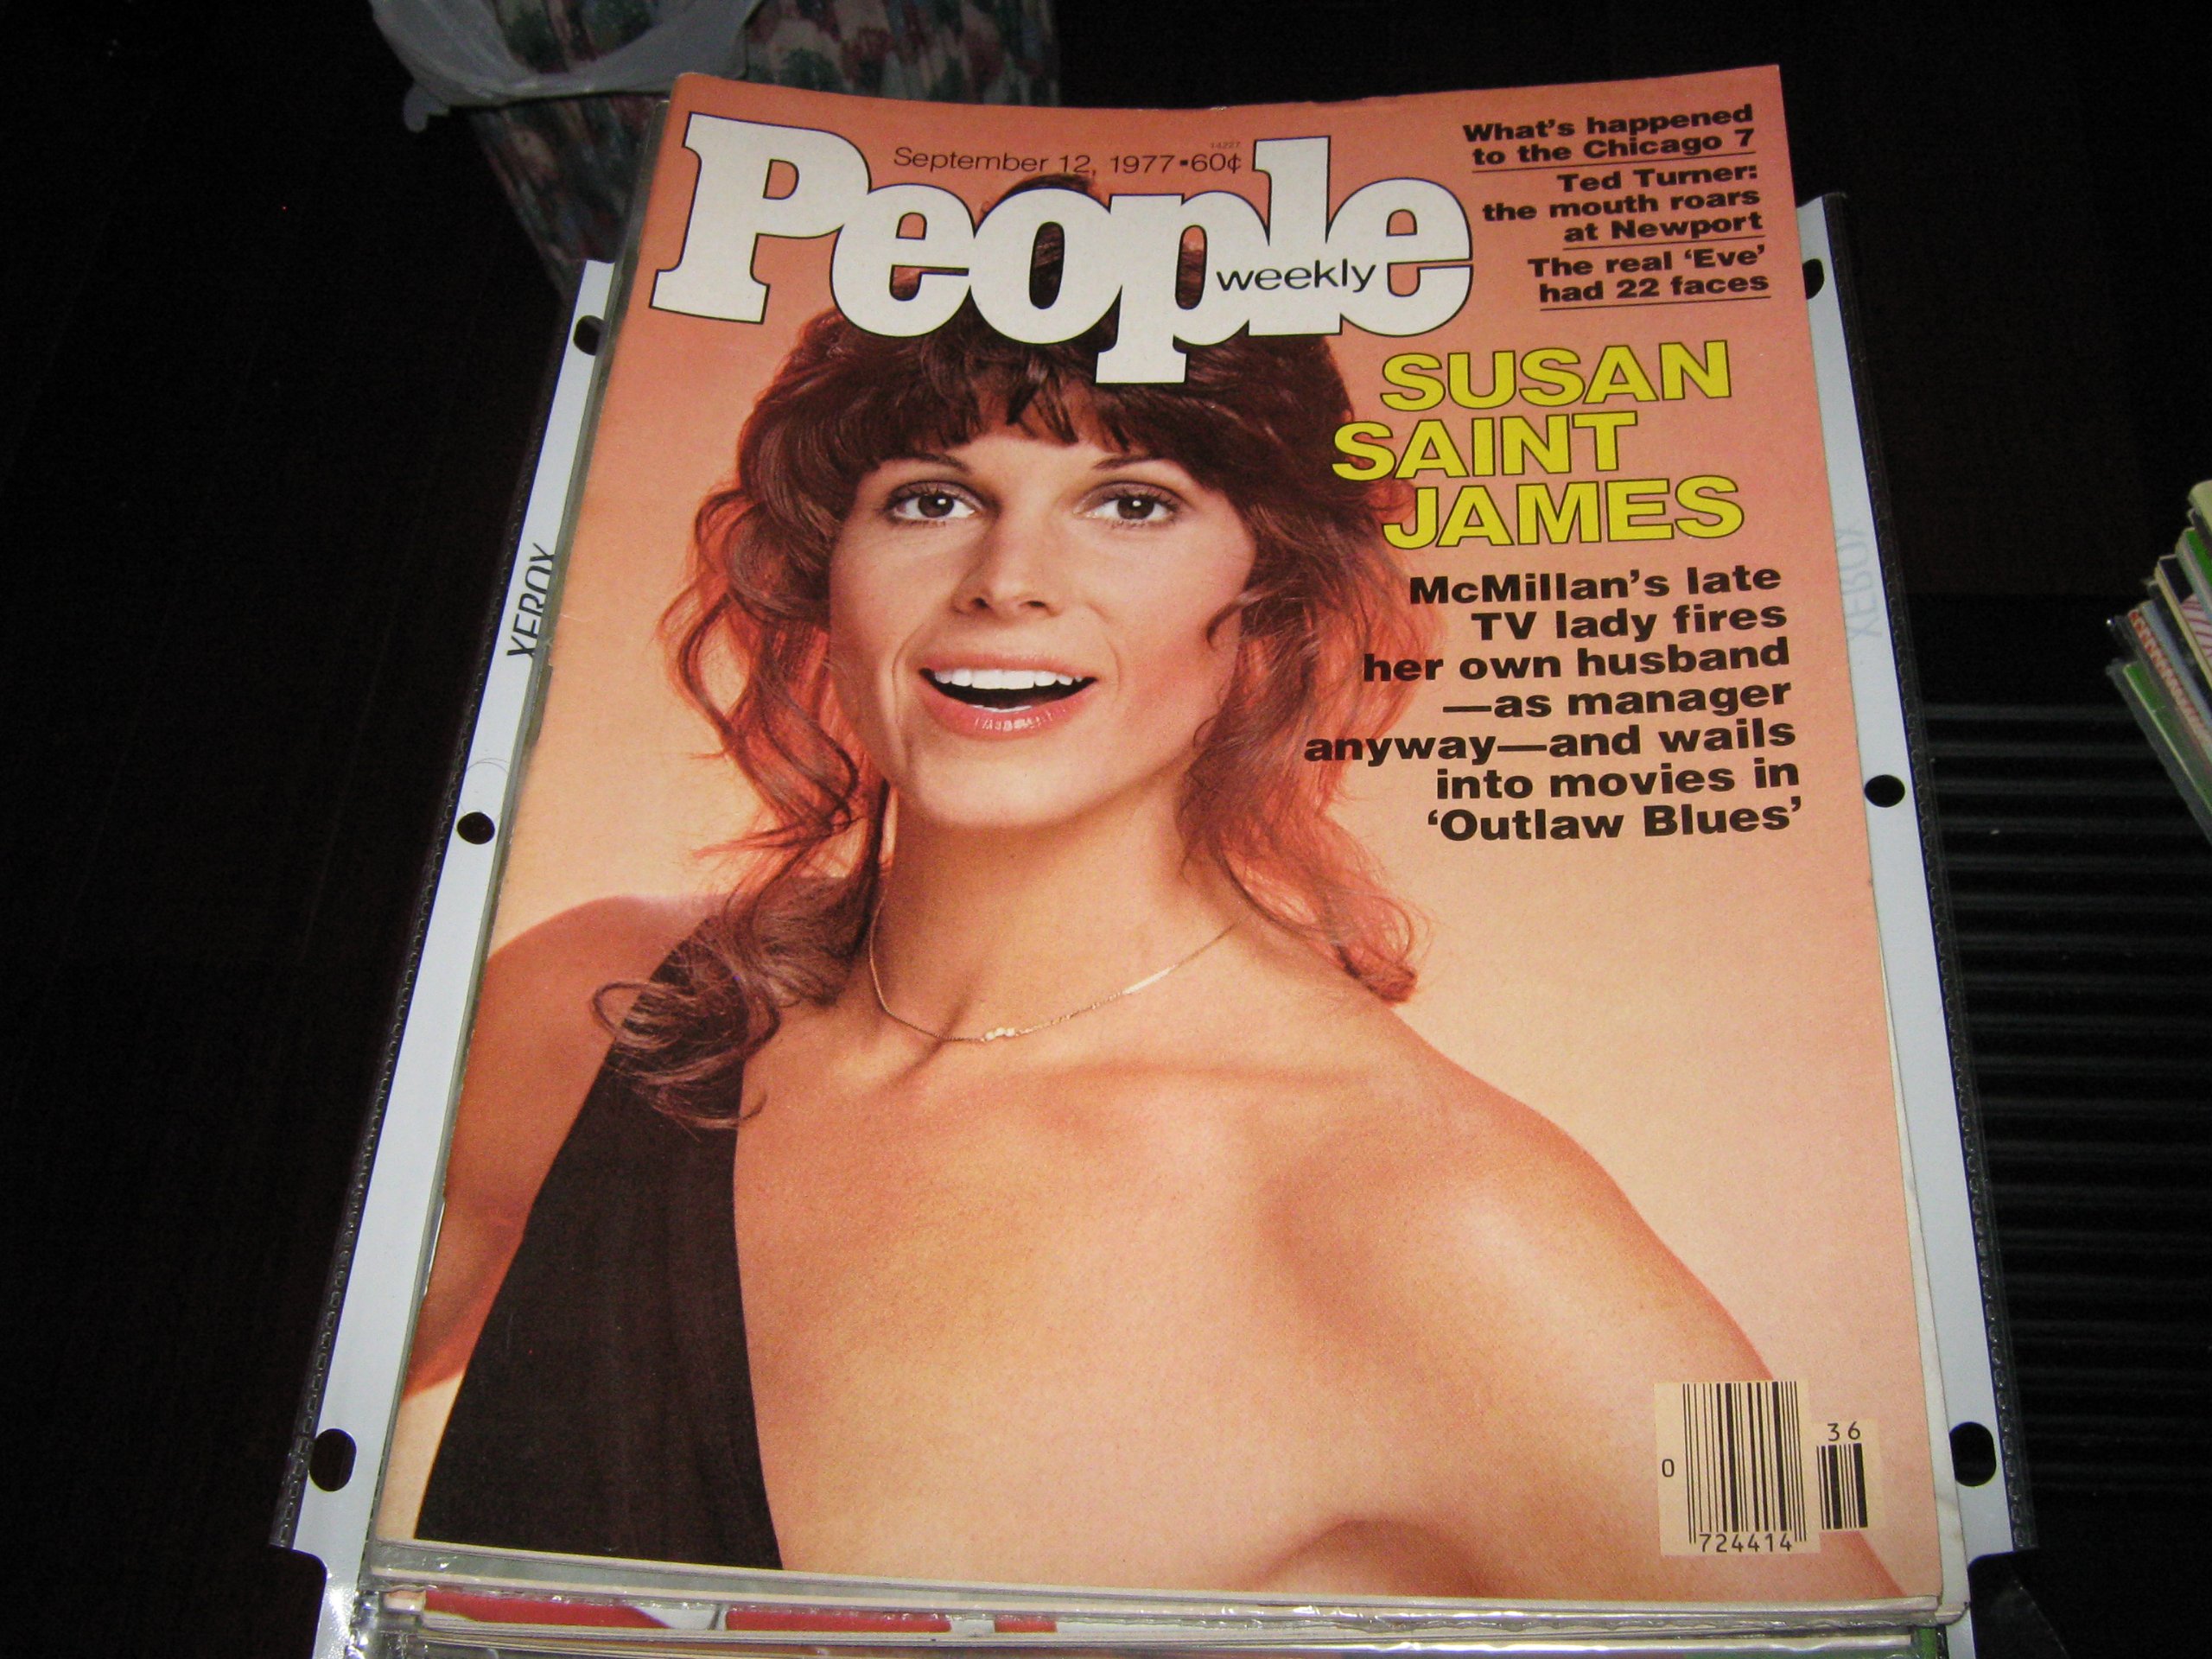 September 12, 1977▪60¢
14227
People
weekly
What's happened
to the Chicago 7
Ted Turner:
the mouth roars
at Newport
The real ‘Eve’
had 22 faces
SUSAN
SAINT
JAMES
McMillan's late
TV lady fires
her own husband
—as manager
anyway—and wails
into movies in
‘Outlaw Blues’
XEROX
XEROX
36
0
724414